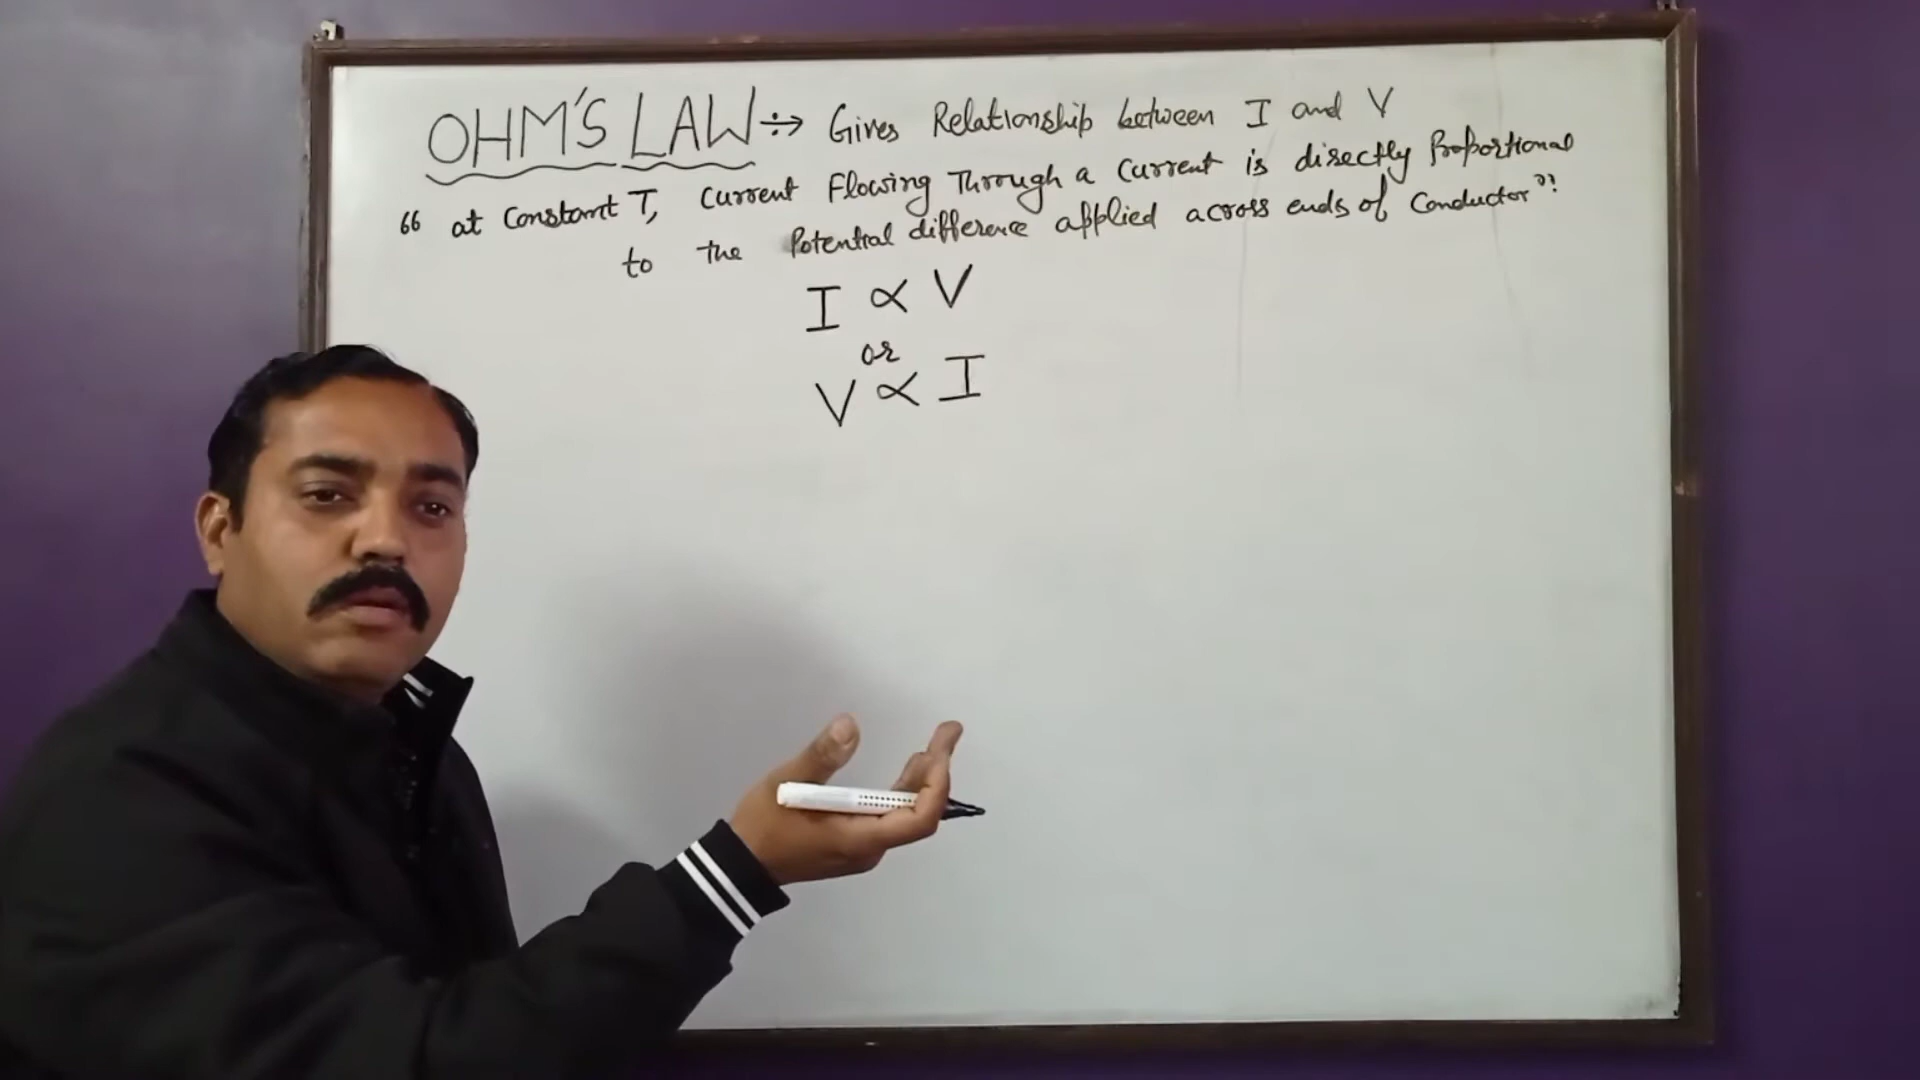 OHM'S LAW ÷→ Gives Relationship between I and V
“ at Constant T, Current Flowing Through a Current is directly Proportional
to the Potential difference applied across ends of Conductor”!
I ∝ V
or
V ∝ I